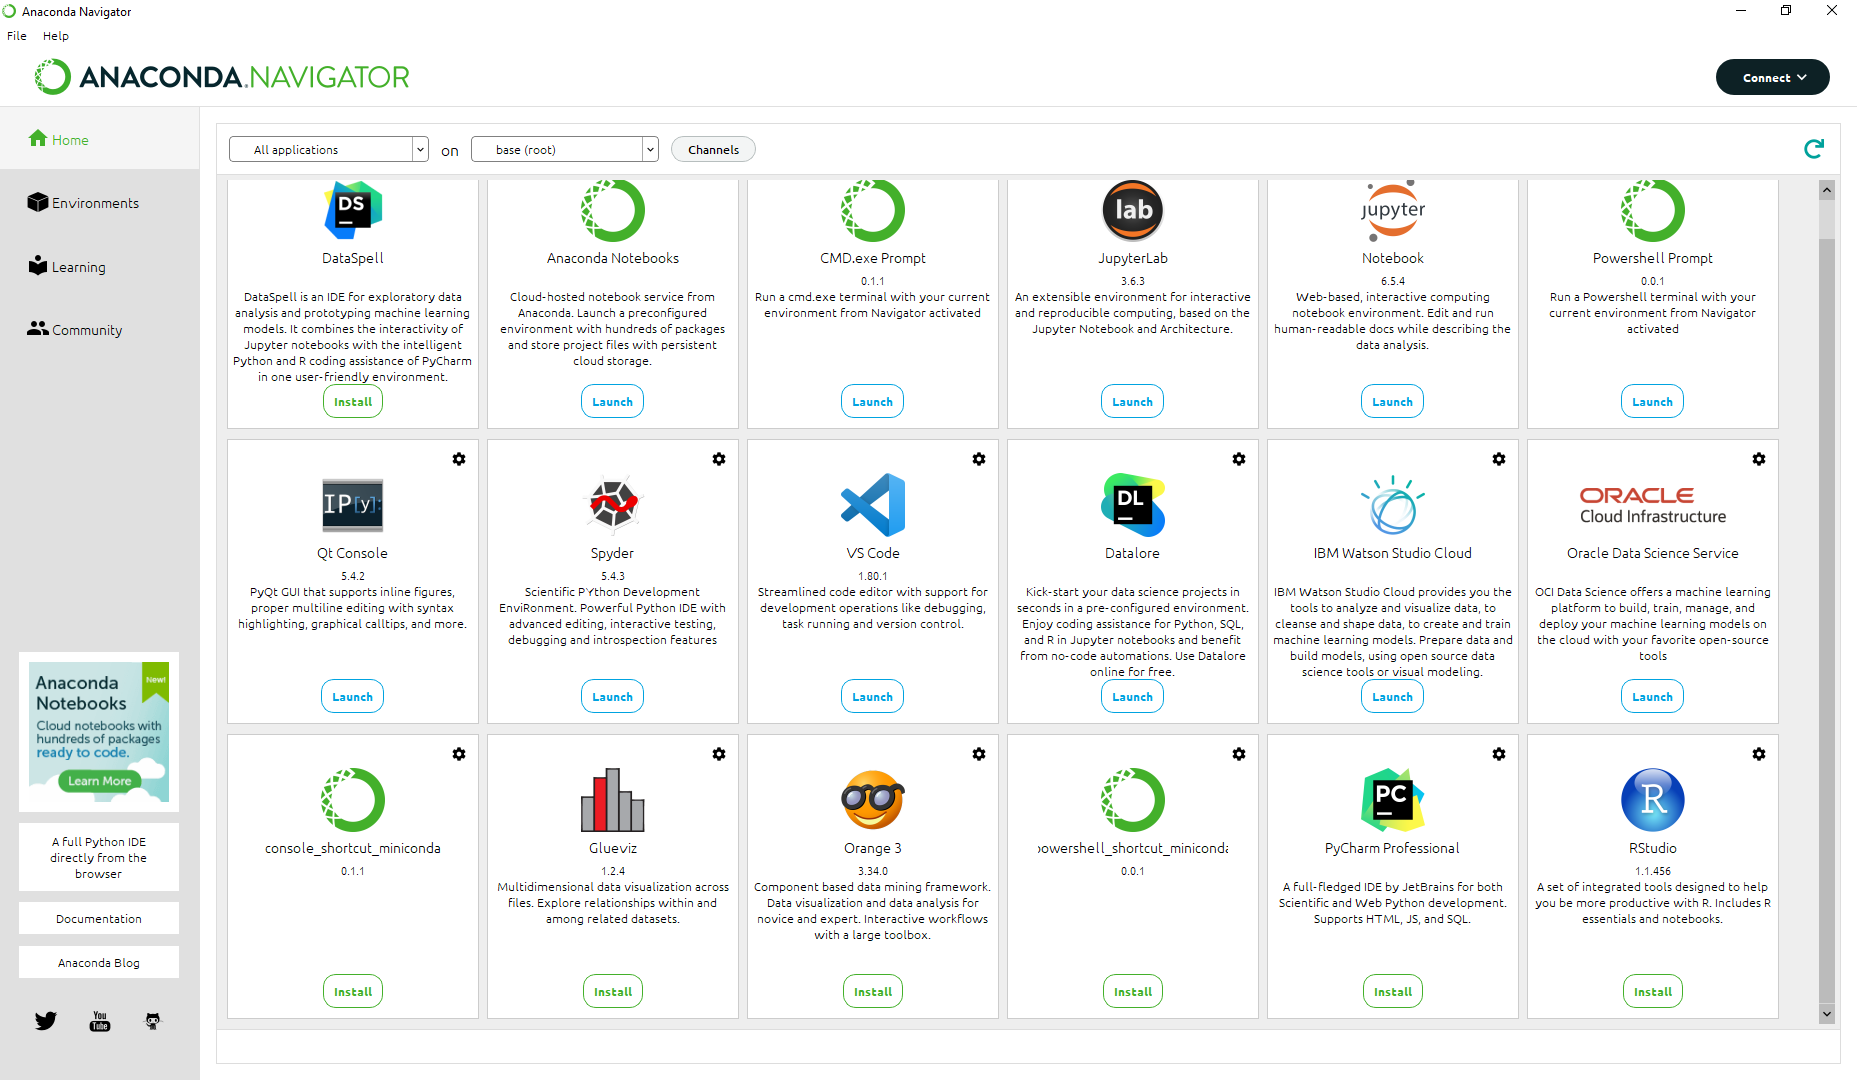 Anaconda Navigator
File Help
ANACONDA.NAVIGATOR
Connect
Home
Environments
Learning
Community
All applications on base (root) Channels
DS
DataSpell
DataSpell is an IDE for exploratory data
analysis and prototyping machine learning
models. It combines the interactivity of
Jupyter notebooks with the intelligent
Python and R coding assistance of PyCharm
in one user-friendly environment.
Install
Anaconda Notebooks
Cloud-hosted notebook service from
Anaconda. Launch a preconfigured
environment with hundreds of packages
and store project files with persistent
cloud storage.
Launch
CMD.exe Prompt
0.1.1
Run a cmd.exe terminal with your current
environment from Navigator activated
Launch
lab
JupyterLab
3.6.3
An extensible environment for interactive
and reproducible computing, based on the
Jupyter Notebook and Architecture.
Launch
jupyter
Notebook
6.5.4
Web-based, interactive computing
notebook environment. Edit and run
human-readable docs while describing the
data analysis.
Launch
Powershell Prompt
0.0.1
Run a Powershell terminal with your
current environment from Navigator
activated
Launch
IP[y]:
Qt Console
5.4.2
PyQt GUI that supports inline figures,
proper multiline editing with syntax
highlighting, graphical calltips, and more.
Launch
Spyder
5.4.3
Scientific PYthon Development
EnviRonment. Powerful Python IDE with
advanced editing, interactive testing,
debugging and introspection features
Launch
VS Code
1.80.1
Streamlined code editor with support for
development operations like debugging,
task running and version control.
Launch
DL
Datalore
Kick-start your data science projects in
seconds in a pre-configured environment.
Enjoy coding assistance for Python, SQL,
and R in Jupyter notebooks and benefit
from no-code automations. Use Datalore
online for free.
Launch
IBM Watson Studio Cloud
IBM Watson Studio Cloud provides you the
tools to analyze and visualize data, to
cleanse and shape data, to create and train
machine learning models. Prepare data and
build models, using open source data
science tools or visual modeling.
Launch
ORACLE
Cloud Infrastructure
Oracle Data Science Service
OCI Data Science offers a machine learning
platform to build, train, manage, and
deploy your machine learning models on
the cloud with your favorite open-source
tools
Launch
console_shortcut_miniconda
0.1.1
Install
Glueviz
1.2.4
Multidimensional data visualization across
files. Explore relationships within and
among related datasets.
Install
Orange 3
3.34.0
Component based data mining framework.
Data visualization and data analysis for
novice and expert. Interactive workflows
with a large toolbox.
Install
powershell_shortcut_miniconda
0.0.1
Install
PC
PyCharm Professional
A full-fledged IDE by JetBrains for both
Scientific and Web Python development.
Supports HTML, JS, and SQL.
Install
R
RStudio
1.1.456
A set of integrated tools designed to help
you be more productive with R. Includes R
essentials and notebooks.
Install
Anaconda
Notebooks
New!
Cloud notebooks with
hundreds of packages
ready to code.
Learn More
A full Python IDE
directly from the
browser
Documentation
Anaconda Blog
You
Tube